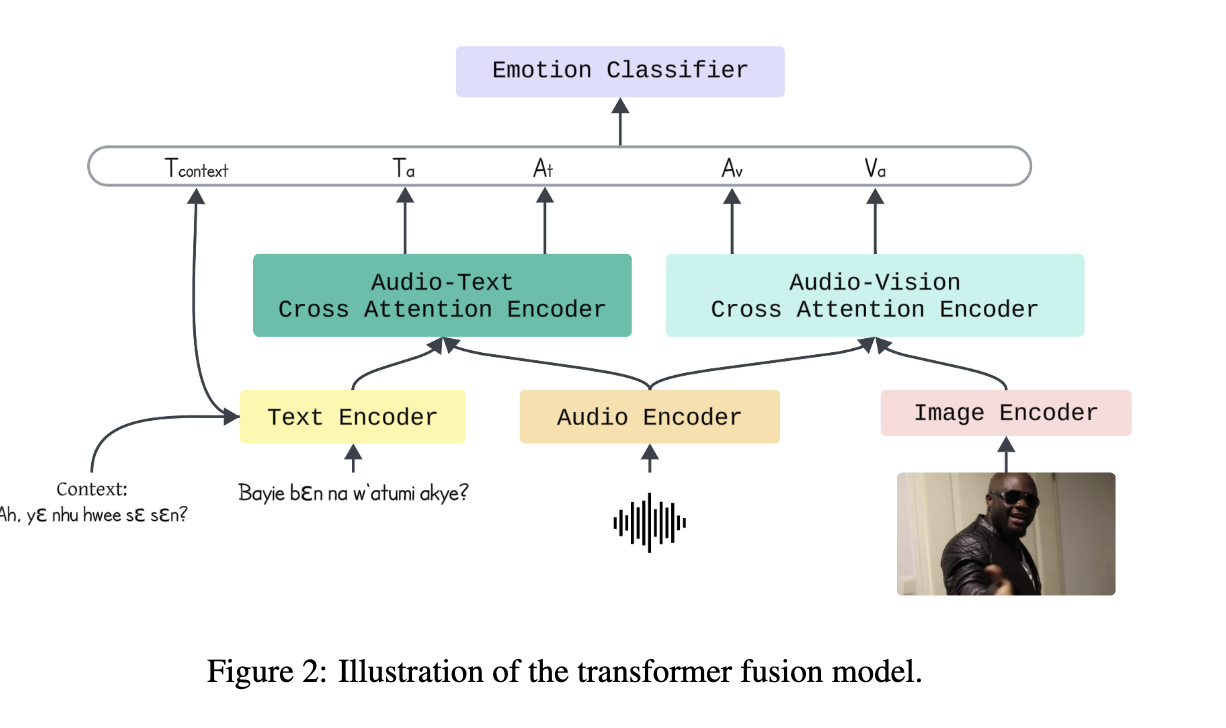 Emotion Classifier
Tcontext Ta At Av Va
Audio-Text
Cross Attention Encoder
Audio-Vision
Cross Attention Encoder
Text Encoder
Audio Encoder
Image Encoder
Context:
Ah, yɛ nhu hwee sɛ sɛn?
Bayie bɛn na w`atumi akye?
Figure 2: Illustration of the transformer fusion model.